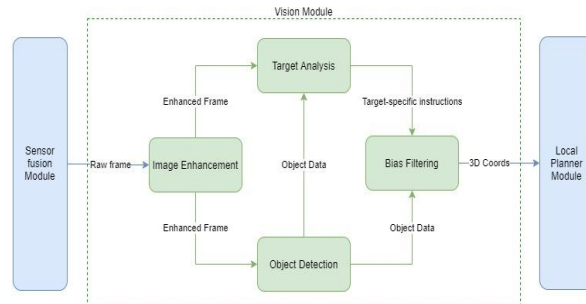 Vision Module
Target Analysis
Enhanced Frame
Target-specific instructions
Sensor
fusion
Module
Raw frame
Image Enhancement
Object Data
Bias Filtering
3D Coords
Local
Planner
Module
Enhanced Frame
Object Data
Object Detection